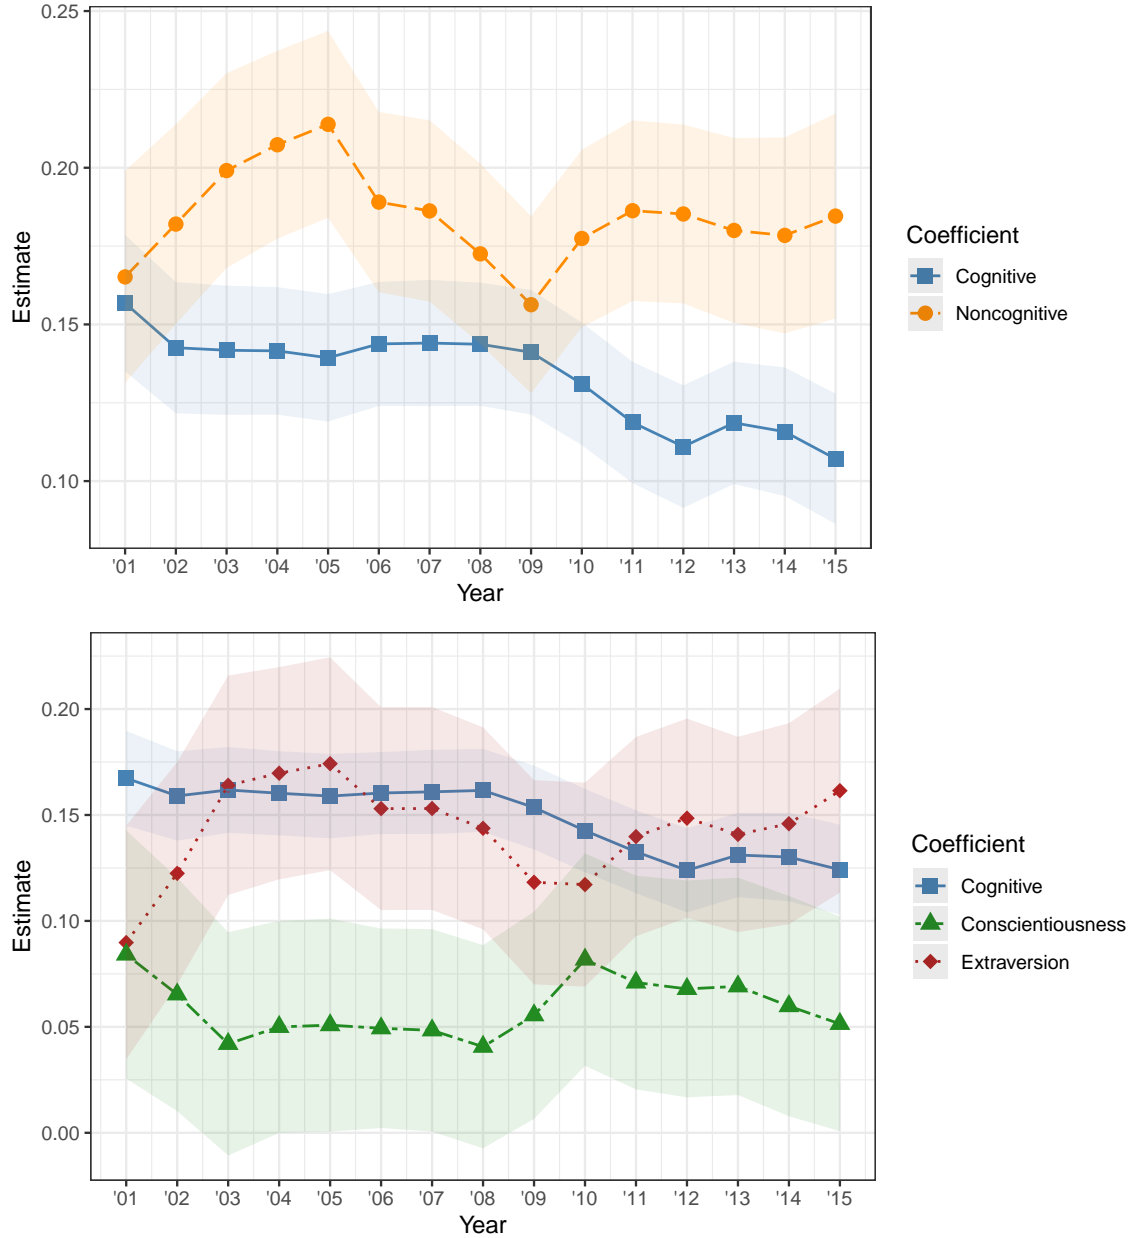 0.25
0.20
0.15
0.10
Estimate
'01 '02 '03 '04 '05 '06 '07 '08 '09 '10 '11 '12 '13 '14 '15
Year
Coefficient
Cognitive
Noncognitive
0.20
0.15
0.10
0.05
0.00
Estimate
'01 '02 '03 '04 '05 '06 '07 '08 '09 '10 '11 '12 '13 '14 '15
Year
Coefficient
Cognitive
Conscientiousness
Extraversion